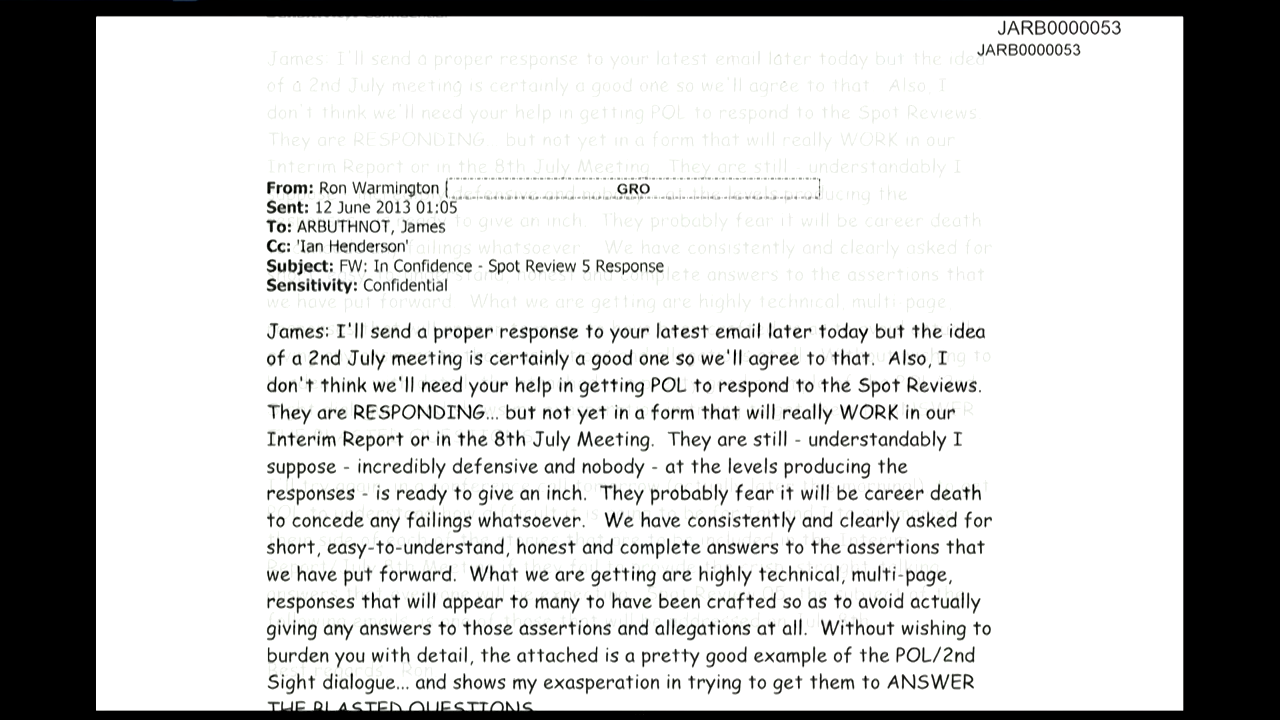 JARB0000053
JARB0000053
From: Ron Warmington GRO
Sent: 12 June 2013 01:05
To: ARBUTHNOT, James
Cc: 'Ian Henderson'
Subject: FW: In Confidence - Spot Review 5 Response
Sensitivity: Confidential
James: I'll send a proper response to your latest email later today but the idea
of a 2nd July meeting is certainly a good one so we'll agree to that. Also, I
don't think we'll need your help in getting POL to respond to the Spot Reviews.
They are RESPONDING... but not yet in a form that will really WORK in our
Interim Report or in the 8th July Meeting. They are still - understandably I
suppose - incredibly defensive and nobody - at the levels producing the
responses - is ready to give an inch. They probably fear it will be career death
to concede any failings whatsoever. We have consistently and clearly asked for
short, easy-to-understand, honest and complete answers to the assertions that
we have put forward. What we are getting are highly technical, multi-page,
responses that will appear to many to have been crafted so as to avoid actually
giving any answers to those assertions and allegations at all. Without wishing to
burden you with detail, the attached is a pretty good example of the POL/2nd
Sight dialogue... and shows my exasperation in trying to get them to ANSWER
THE BLASTED QUESTIONS